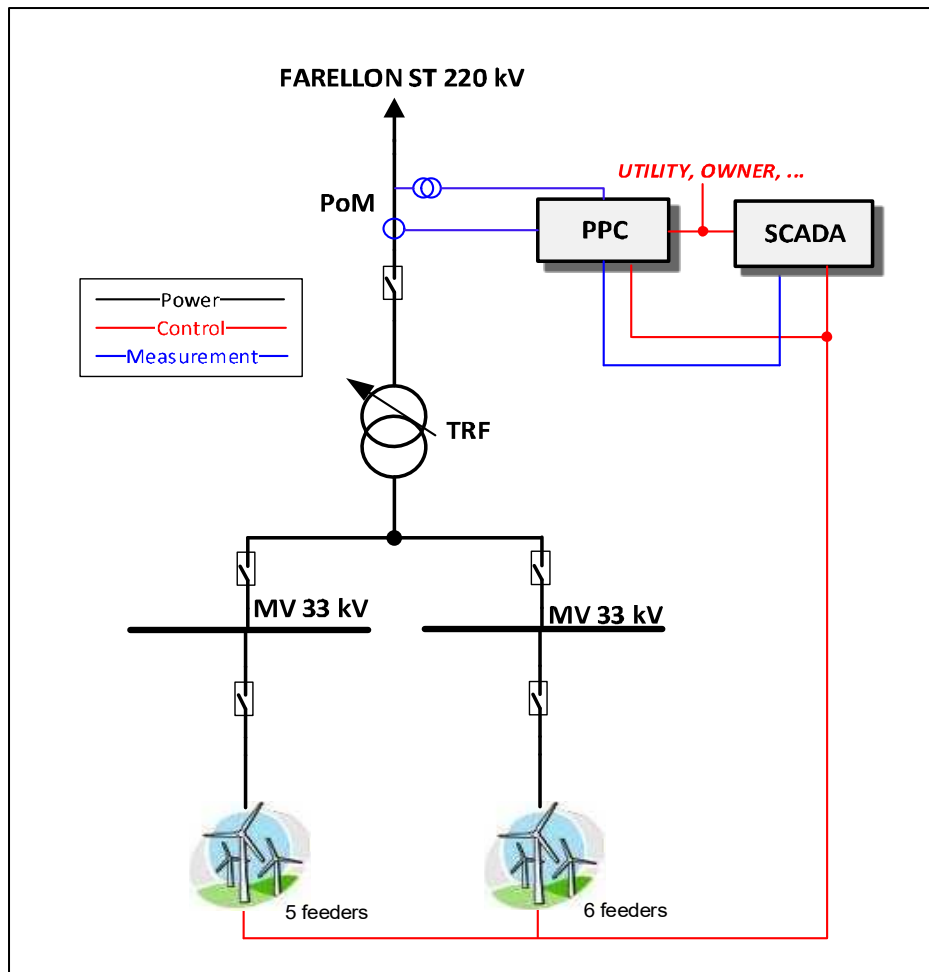 FARELLON ST 220 kV
UTILITY, OWNER, ...
PoM
PPC
SCADA
Power
Control
Measurement
TRF
MV 33 kV
MV 33 kV
5 feeders
6 feeders